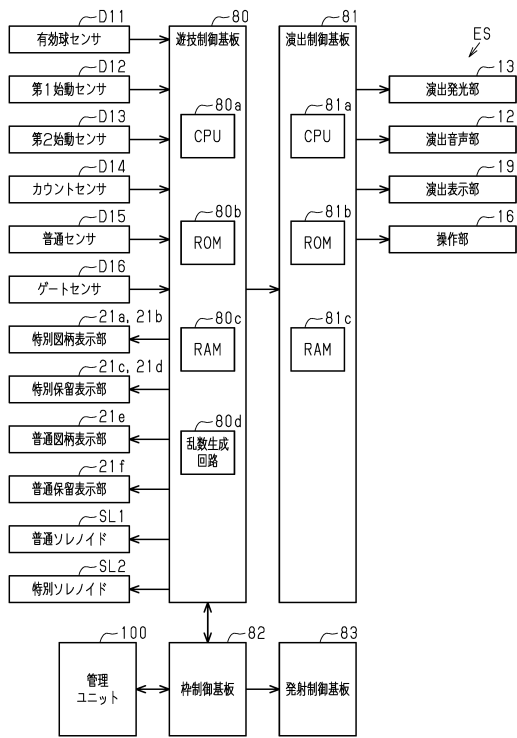 D11
有効球センサ
D12
第1始動センサ
D13
第2始動センサ
D14
カウントセンサ
D15
普通センサ
D16
ゲートセンサ
21a, 21b
特別図柄表示部
21c, 21d
特別保留表示部
21e
普通図柄表示部
21f
普通保留表示部
SL1
普通ソレノイド
SL2
特別ソレノイド
80
遊技制御基板
80a
CPU
80b
ROM
80c
RAM
80d
乱数生成
回路
81
演出制御基板
81a
CPU
81b
ROM
81c
RAM
ES
13
演出発光部
12
演出音声部
19
演出表示部
16
操作部
100
管理
ユニット
82
枠制御基板
83
発射制御基板